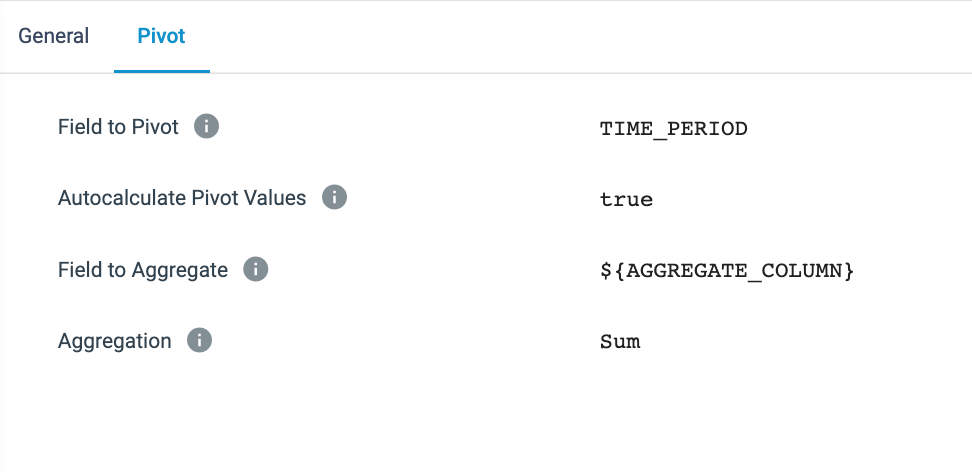 General Pivot
Field to Pivot TIME_PERIOD
Autocalculate Pivot Values true
Field to Aggregate ${AGGREGATE_COLUMN}
Aggregation Sum